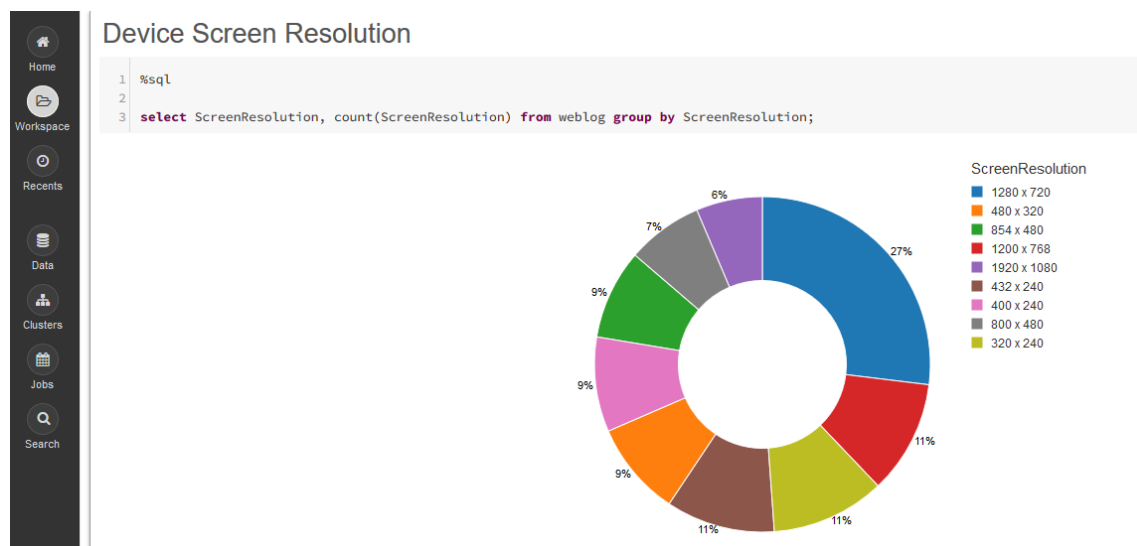 Device Screen Resolution
Home
Workspace
Recents
Data
Clusters
Jobs
Search
1 %sql
2
3 select ScreenResolution, count(ScreenResolution) from weblog group by ScreenResolution;
ScreenResolution
1280 x 720
480 x 320
854 x 480
1200 x 768
1920 x 1080
432 x 240
400 x 240
800 x 480
320 x 240
6%
7%
27%
9%
9%
11%
9%
11%
11%